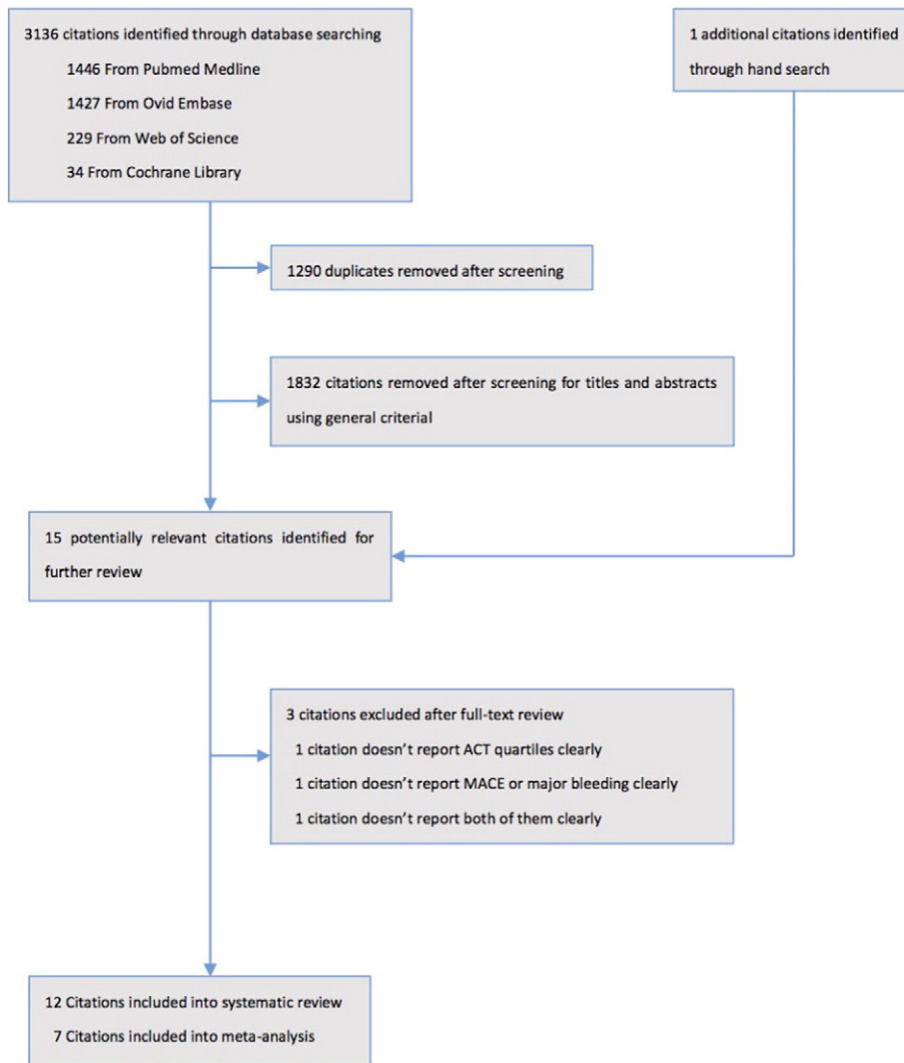 3136 citations identified through database searching
1446 From Pubmed Medline
1427 From Ovid Embase
229 From Web of Science
34 From Cochrane Library
1 additional citations identified
through hand search
1290 duplicates removed after screening
1832 citations removed after screening for titles and abstracts
using general criterial
15 potentially relevant citations identified for
further review
3 citations excluded after full-text review
1 citation doesn’t report ACT quartiles clearly
1 citation doesn’t report MACE or major bleeding clearly
1 citation doesn’t report both of them clearly
12 Citations included into systematic review
7 Citations included into meta-analysis